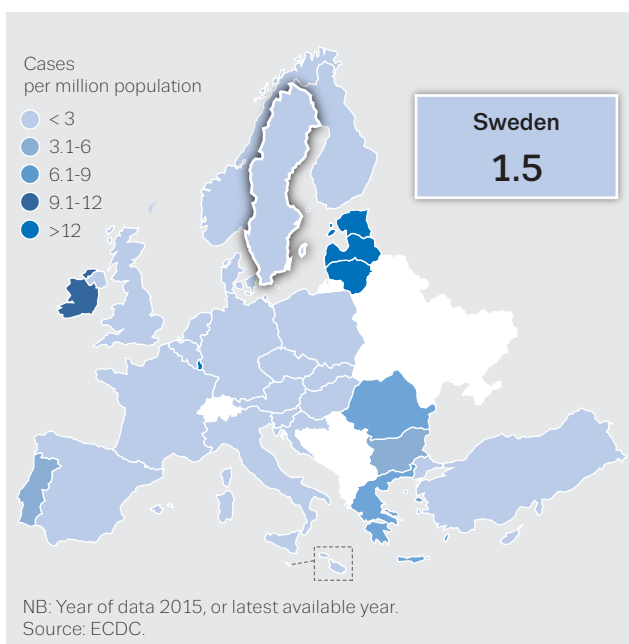 Cases
per million population
< 3
3.1-6
6.1-9
9.1-12
>12
Sweden
1.5
NB: Year of data 2015, or latest available year.
Source: ECDC.